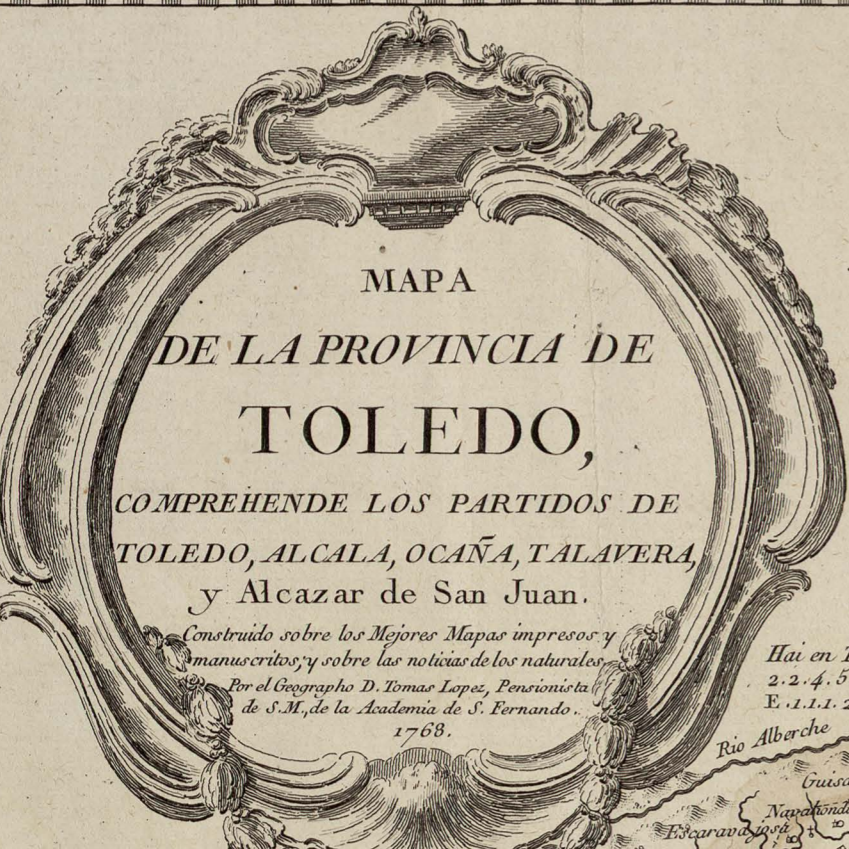 MAPA
DE LA PROVINCIA DE
TOLEDO,
COMPREHENDE LOS PARTIDOS DE
TOLEDO, ALCALA, OCAÑA, TALAVERA,
y Alcazar de San Juan.
Construido sobre los Mejores Mapas impresos y
manuscritos, y sobre las noticias de los naturales,
Por el Geographo D. Tomas Lopez, Pensionista
de S.M., de la Academia de S. Fernando.
1768.
Hai en
2.2.4.5
E.1.1.1.2
Rio Alberche
Guisa
Escaravajosa